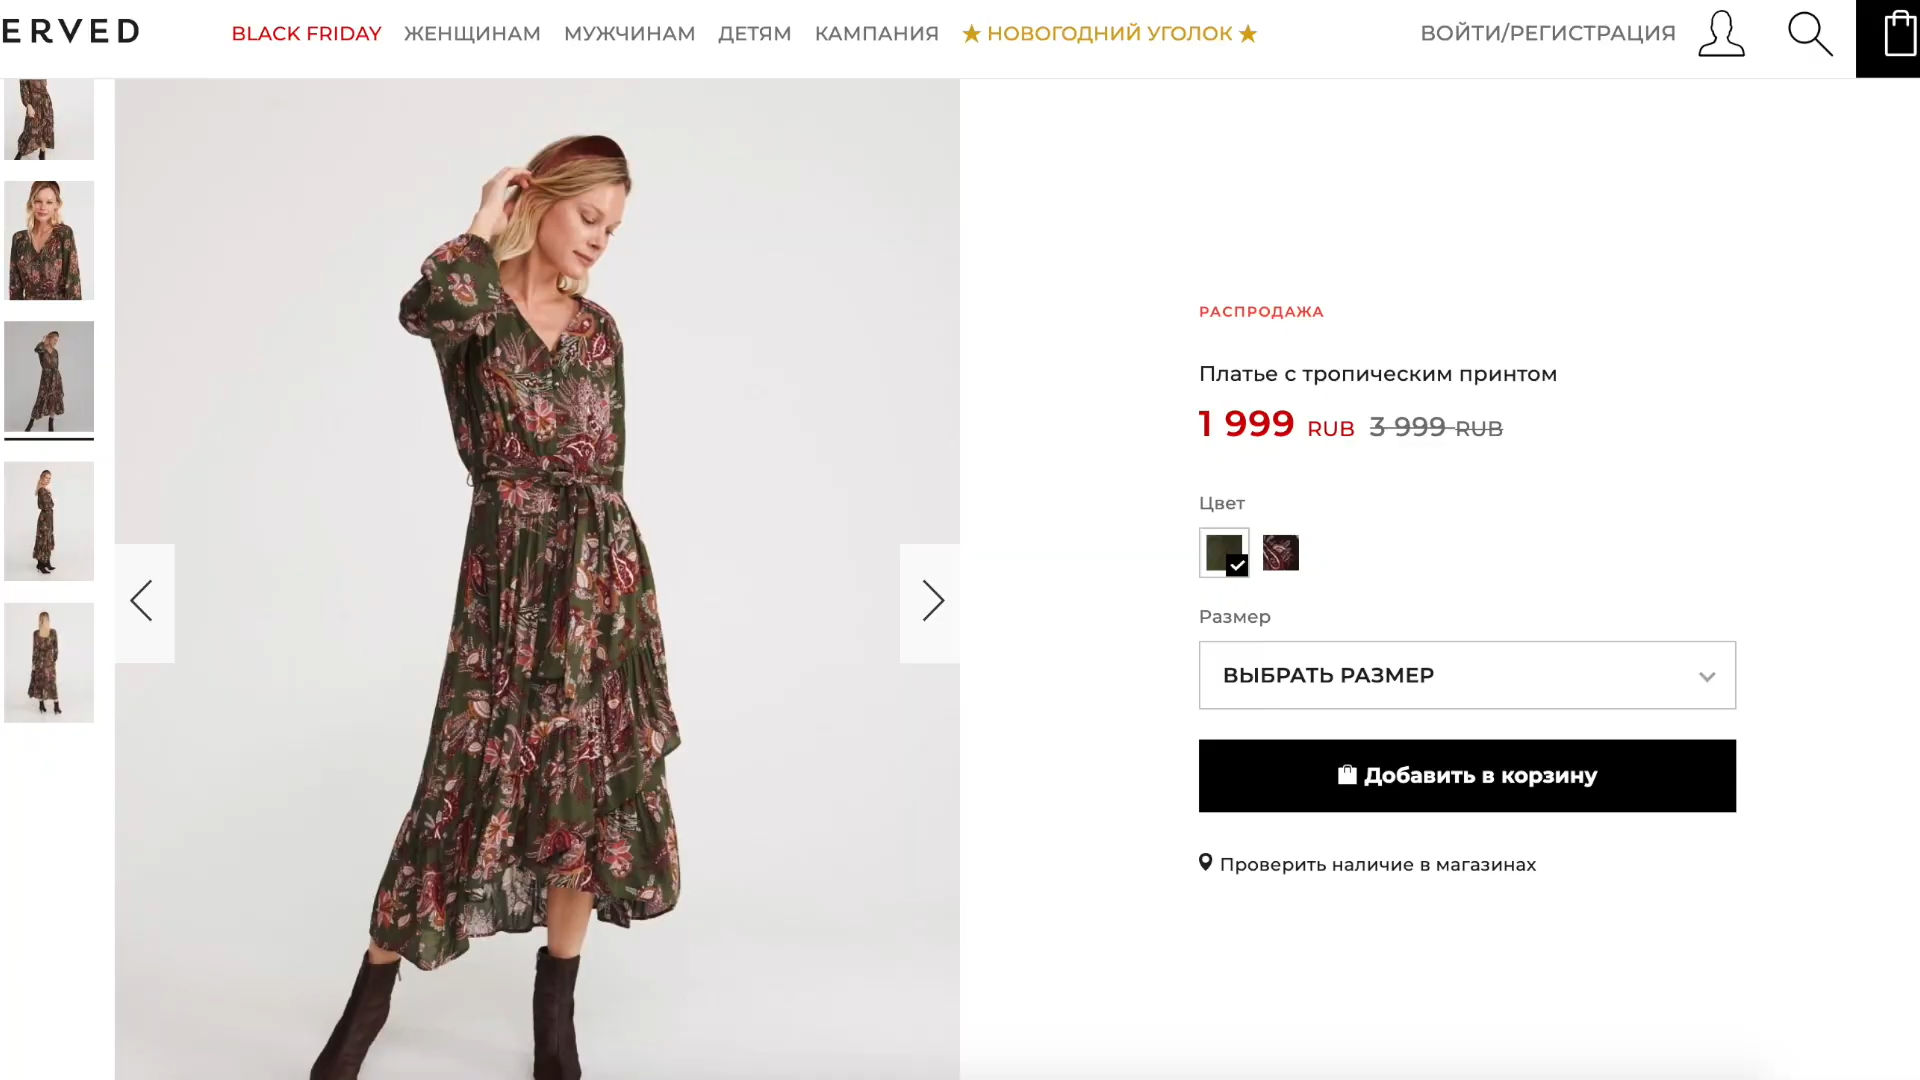 ERVED
BLACK FRIDAY ЖЕНЩИНАМ МУЖЧИНАМ ДЕТЯМ КАМПАНИЯ ★ НОВОГОДНИЙ УГОЛОК ★
ВОЙТИ/РЕГИСТРАЦИЯ
РАСПРОДАЖА
Платье с тропическим принтом
1 999 RUB 3 999 RUB
Цвет
Размер
ВЫБРАТЬ РАЗМЕР
Добавить в корзину
Проверить наличие в магазинах